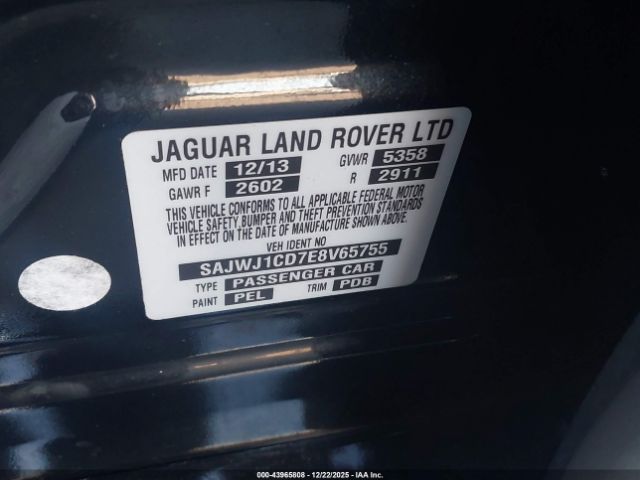 JAGUAR LAND ROVER LTD
MFD DATE 12/13 GVWR 5358
GAWR F 2602 R 2911
THIS VEHICLE CONFORMS TO ALL APPLICABLE FEDERAL MOTOR
VEHICLE SAFETY BUMPER AND THEFT PREVENTION STANDARDS
IN EFFECT ON THE DATE OF MANUFACTURE SHOWN ABOVE
VEH IDENT NO
SAJWJ1CD7E8V65755
TYPE PASSENGER CAR
PAINT PEL TRIM PDB
000-43965808 - 12/22/2025 - IAA Inc.